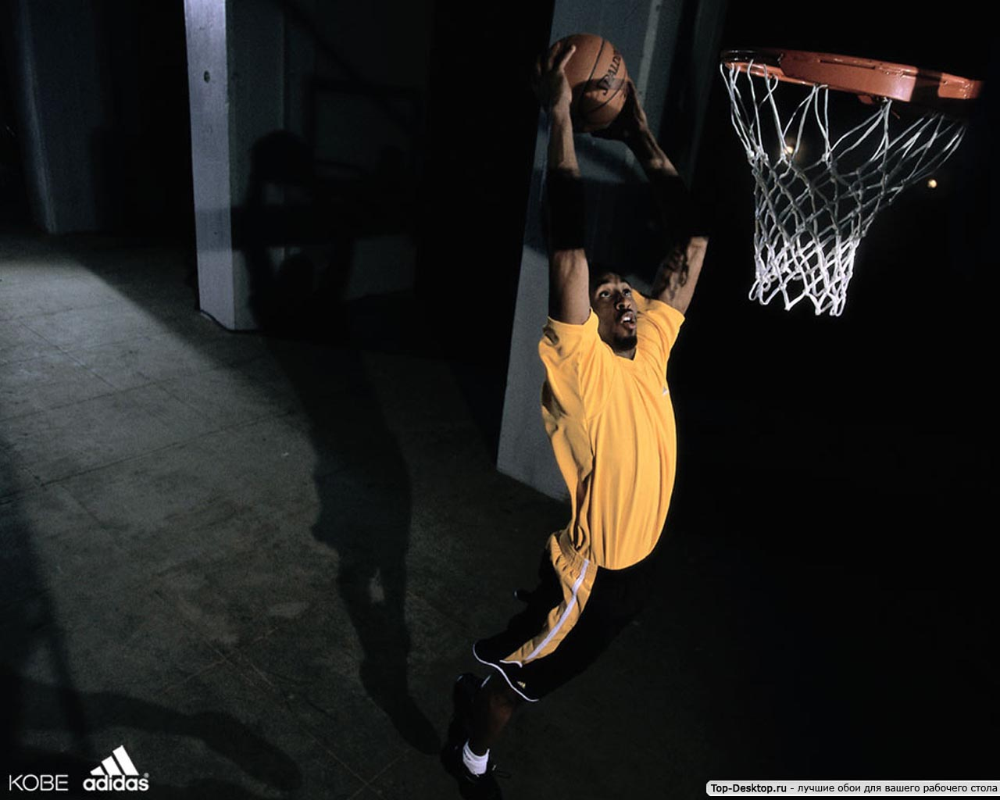 SPALDING
KOBE adidas
Top-Desktop.ru - лучшие обои для вашего рабочего стола